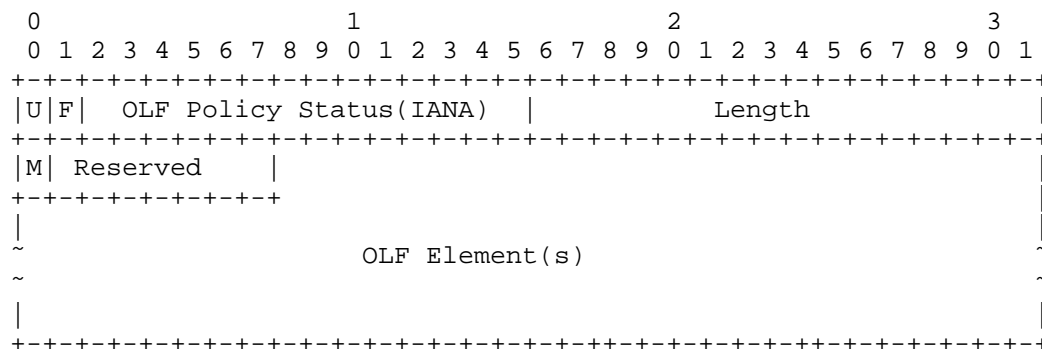 0                   1                   2                   3
 0 1 2 3 4 5 6 7 8 9 0 1 2 3 4 5 6 7 8 9 0 1 2 3 4 5 6 7 8 9 0 1
+-+-+-+-+-+-+-+-+-+-+-+-+-+-+-+-+-+-+-+-+-+-+-+-+-+-+-+-+-+-+-+-+
|U|F|  OLF Policy Status(IANA)  |           Length              |
+-+-+-+-+-+-+-+-+-+-+-+-+-+-+-+-+-+-+-+-+-+-+-+-+-+-+-+-+-+-+-+-+
|M| Reserved    |                                               |
+-+-+-+-+-+-+-+-+                                               |
|                                                               |
~                     OLF Element(s)                            ~
~                                                               ~
|                                                               |
+-+-+-+-+-+-+-+-+-+-+-+-+-+-+-+-+-+-++-+-+-+-++-+-+-+-+-+-+-+-+-+